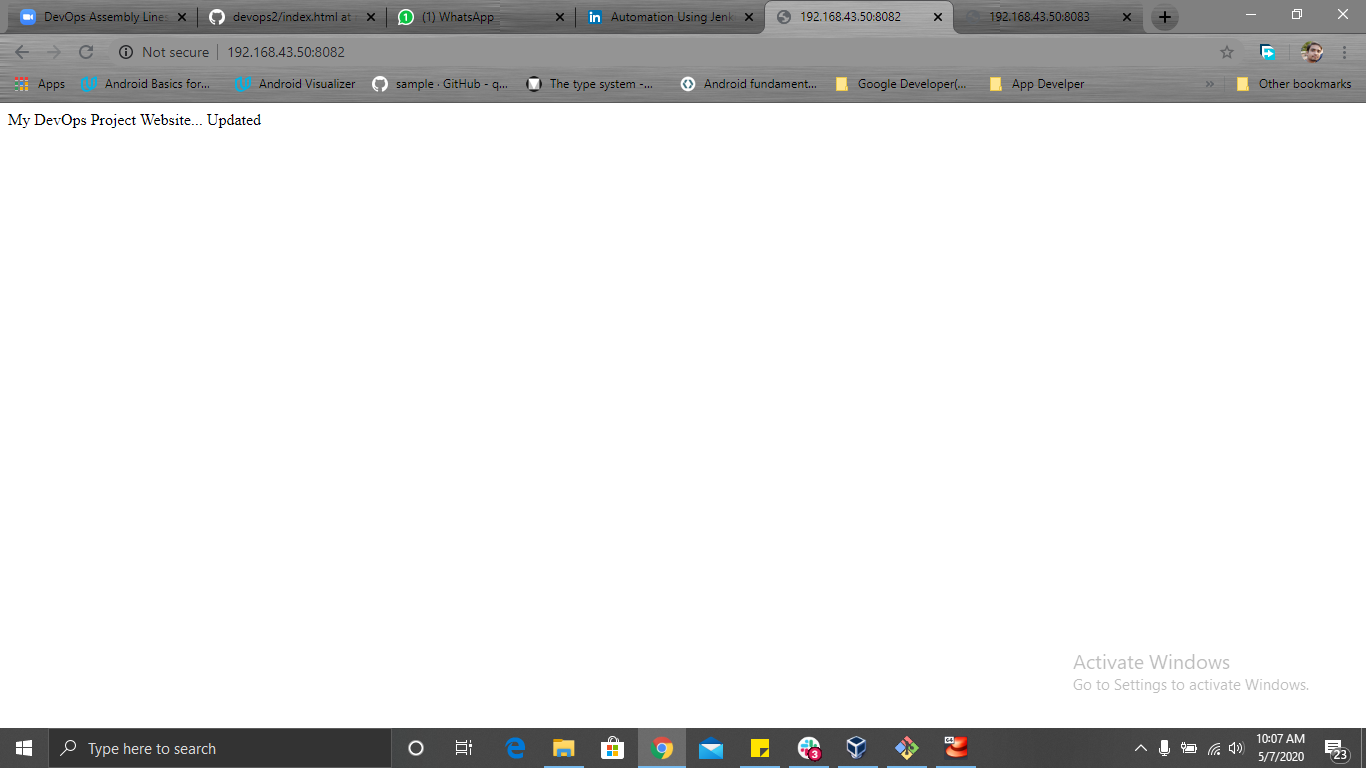 DevOps Assembly Line
devops2/index.html at
(1) WhatsApp
Automation Using Jenk
192.168.43.50:8082
192.168.43.50:8083
Not secure
192.168.43.50:8082
Apps
Android Basics for...
Android Visualizer
sample · GitHub - q...
The type system -...
Android fundament...
Google Developer(...
App Develper
»
Other bookmarks
My DevOps Project Website... Updated
Activate Windows
Go to Settings to activate Windows.
Type here to search
3
10:07 AM
5/7/2020
23